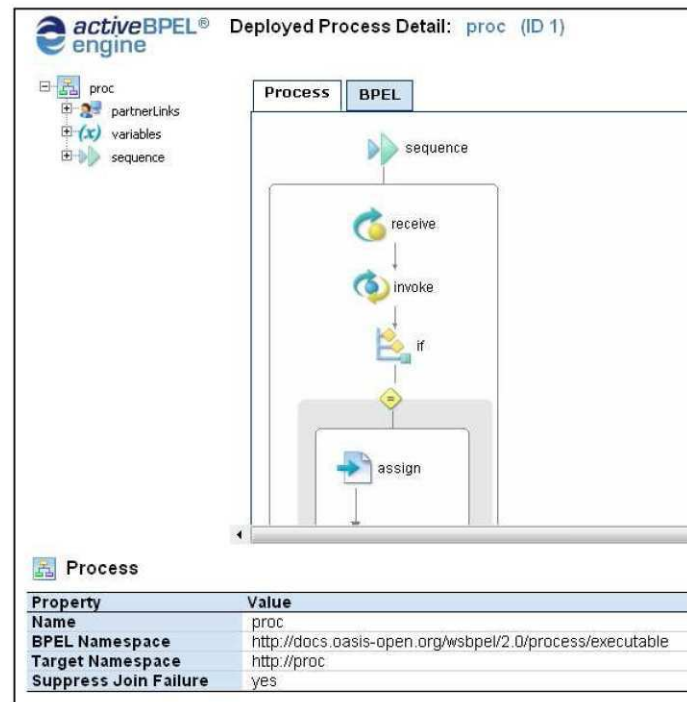 activeBPEL® engine
Deployed Process Detail: proc (ID 1)
proc
partnerLinks
(x) variables
sequence
Process
BPEL
sequence
receive
invoke
if
=
assign
Process
Property Value
Name proc
BPEL Namespace http://docs.oasis-open.org/wsbpel/2.0/process/executable
Target Namespace http://proc
Suppress Join Failure yes